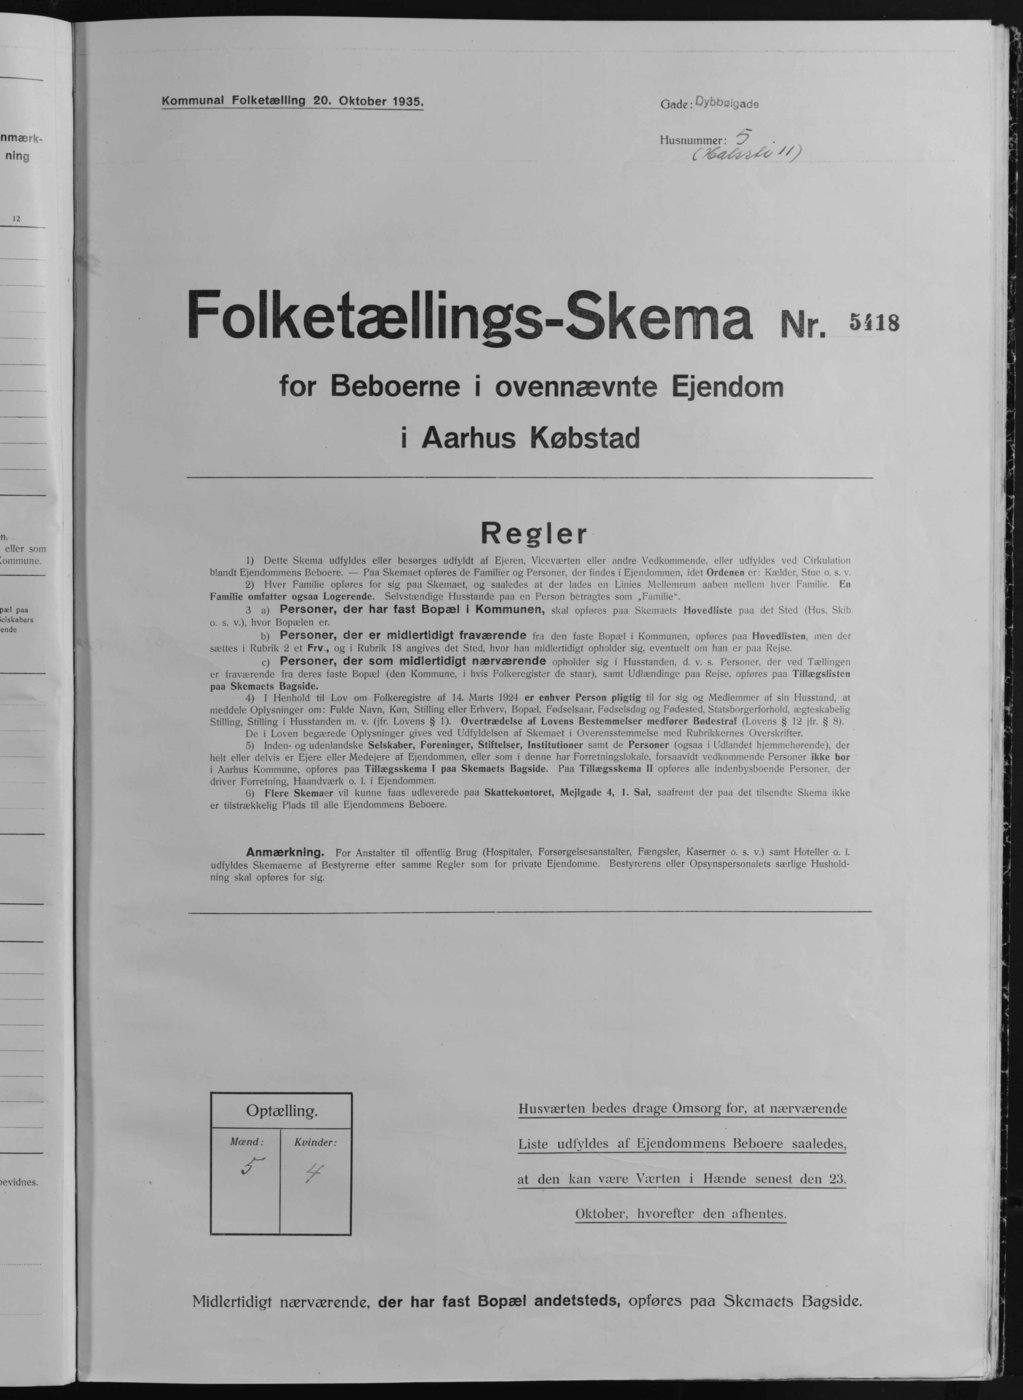 nmærk-
ning
12
n.
eller som
Kommune.
pæl paa
Selskabers
ende
bevidnes.
Kommunal Folketælling 20. Oktober 1935.
Gade: Dybbølgade
Husnummer: 5
11)
Folketællings-Skema Nr. 5418
for Beboerne i ovennævnte Ejendom
i Aarhus Købstad
Regler
1) Dette Skema udfyldes eller besørges udfyldt af Ejeren, Viceværten eller andre Vedkommende, eller udfyldes ved Cirkulation
blandt Ejendommens Beboere. — Paa Skemaet opføres de Familier og Personer, der findes i Ejendommen, idet Ordenen er: Kælder, Stue o. s. v.
2) Hver Familie opføres for sig paa Skemaet, og saaledes at der lades en Linies Mellemrum aaben mellem hver Familie. En
Familie omfatter ogsaa Logerende. Selvstændige Husstande paa en Person betragtes som „Familie“.
3 a) Personer, der har fast Bopæl i Kommunen, skal opføres paa Skemaets Hovedliste paa det Sted (Hus, Skib
o. s. v.), hvor Bopælen er.
b) Personer, der er midlertidigt fraværende fra den faste Bopæl i Kommunen, opføres paa Hovedlisten, men der
sættes i Rubrik 2 et Frv., og i Rubrik 18 angives det Sted, hvor han midlertidigt opholder sig, eventuelt om han er paa Rejse.
c) Personer, der som midlertidigt nærværende opholder sig i Husstanden, d. v. s. Personer, der ved Tællingen
er fraværende fra deres faste Bopæl (den Kommune, i hvis Folkeregister de staar), samt Udlændinge paa Rejse, opføres paa Tillægslisten
paa Skemaets Bagside.
4) I Henhold til Lov om Folkeregistre af 14. Marts 1924 er enhver Person pligtig til for sig og Medlemmer af sin Husstand, at
meddele Oplysninger om: Fulde Navn, Køn, Stilling eller Erhverv, Bopæl, Fødselsaar, Fødselsdag og Fødested, Statsborgerforhold, ægteskabelig
Stilling, Stilling i Husstanden m. v. (jfr. Lovens § 1). Overtrædelse af Lovens Bestemmelser medfører Bødestraf (Lovens § 12 jfr. § 8).
De i Loven begærede Oplysninger gives ved Udfyldelsen af Skemaet i Overensstemmelse med Rubrikkernes Overskrifter.
5) Inden- og udenlandske Selskaber, Foreninger, Stiftelser, Institutioner samt de Personer (ogsaa i Udlandet hjemmehørende), der
helt eller delvis er Ejere eller Medejere af Ejendommen, eller som i denne har Forretningslokale, forsaavidt vedkommende Personer ikke bor
i Aarhus Kommune, opføres paa Tillægsskema I paa Skemaets Bagside. Paa Tillægsskema II opføres alle indenbysboende Personer, der
driver Forretning, Haandværk o. l. i Ejendommen.
6) Flere Skemaer vil kunne faas udleverede paa Skattekontoret, Mejlgade 4, 1. Sal, saafremt der paa det tilsendte Skema ikke
er tilstrækkelig Plads til alle Ejendommens Beboere.
Anmærkning. For Anstalter til offentlig Brug (Hospitaler, Forsørgelsesanstalter, Fængsler, Kaserner o. s. v.) samt Hoteller o. l.
udfyldes Skemaerne af Bestyrerne efter samme Regler som for private Ejendomme. Bestyrerens eller Opsynspersonalets særlige Hushold-
ning skal opføres for sig.
Optælling.
Mænd: Kvinder:
5 4
Husværten bedes drage Omsorg for, at nærværende
Liste udfyldes af Ejendommens Beboere saaledes,
at den kan være Værten i Hænde senest den 23.
Oktober, hvorefter den afhentes.
Midlertidigt nærværende, der har fast Bopæl andetsteds, opføres paa Skemaets Bagside.